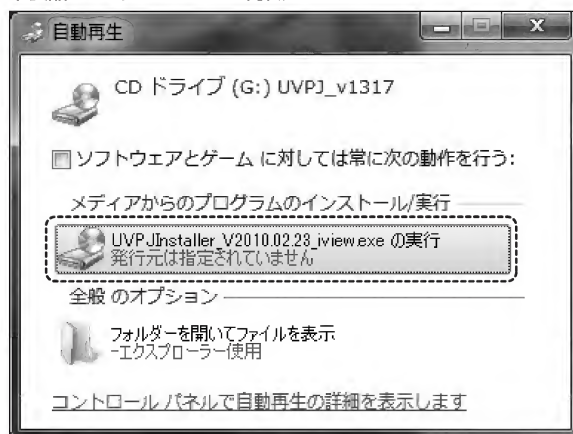 自動再生
CD ドライブ (G:) UVPJ_v1317
ソフトウェアとゲーム に対しては常に次の動作を行う:
メディアからのプログラムのインストール/実行
UVPJInstaller_V2010.02.23_iview.exe の実行
発行元は指定されていません
全般 のオプション
フォルダーを開いてファイルを表示
-エクスプローラー使用
コントロール パネルで自動再生の詳細を表示します